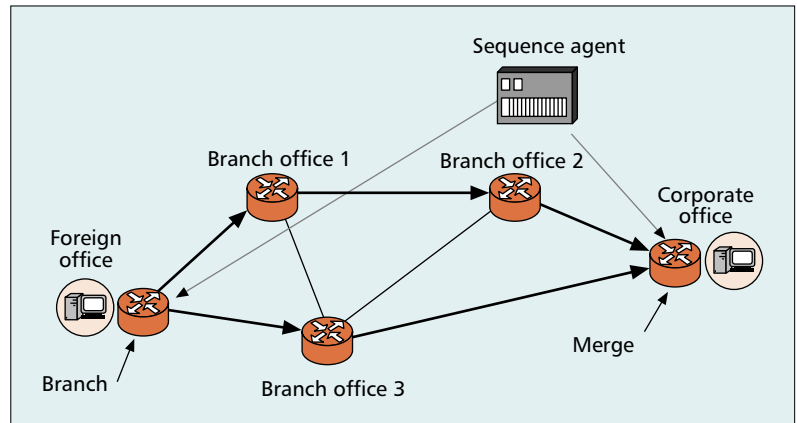 Sequence agent
Branch office 1
Branch office 2
Corporate
office
Foreign
office
Merge
Branch
Branch office 3